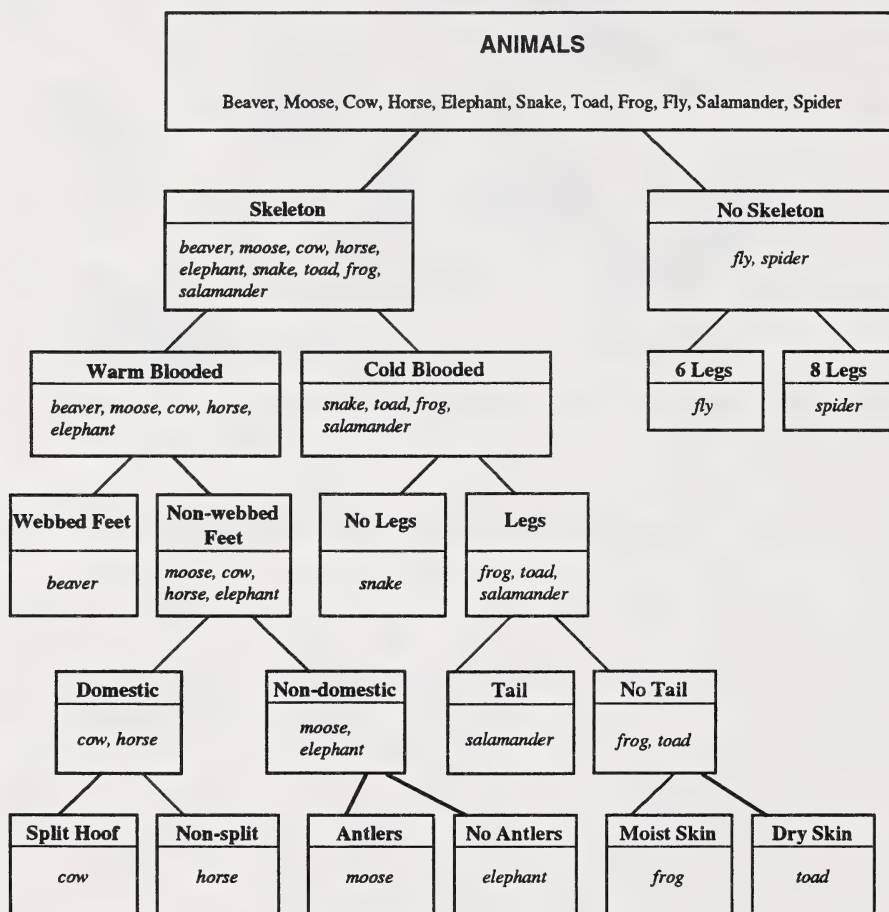 ANIMALS
Beaver, Moose, Cow, Horse, Elephant, Snake, Toad, Frog, Fly, Salamander, Spider
Skeleton
beaver, moose, cow, horse,
elephant, snake, toad, frog,
salamander
No Skeleton
fly, spider
Warm Blooded
beaver, moose, cow, horse,
elephant
Cold Blooded
snake, toad, frog,
salamander
6 Legs
fly
8 Legs
spider
Webbed Feet
beaver
Non-webbed
Feet
moose, cow,
horse, elephant
No Legs
snake
Legs
frog, toad,
salamander
Domestic
cow, horse
Non-domestic
moose,
elephant
Tail
salamander
No Tail
frog, toad
Split Hoof
cow
Non-split
horse
Antlers
moose
No Antlers
elephant
Moist Skin
frog
Dry Skin
toad